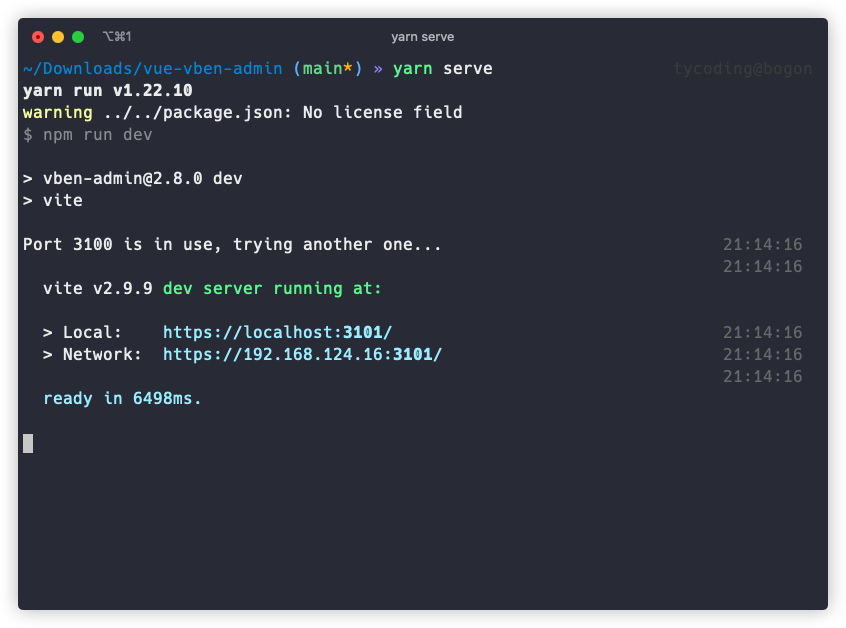 ⌥⌘1 yarn serve
~/Downloads/vue-vben-admin (main*) » yarn serve tycoding@bogon
yarn run v1.22.10
warning ../../package.json: No license field
$ npm run dev
> vben-admin@2.8.0 dev
> vite
Port 3100 is in use, trying another one... 21:14:16
21:14:16
vite v2.9.9 dev server running at:
> Local: https://localhost:3101/ 21:14:16
> Network: https://192.168.124.16:3101/ 21:14:16
21:14:16
ready in 6498ms.